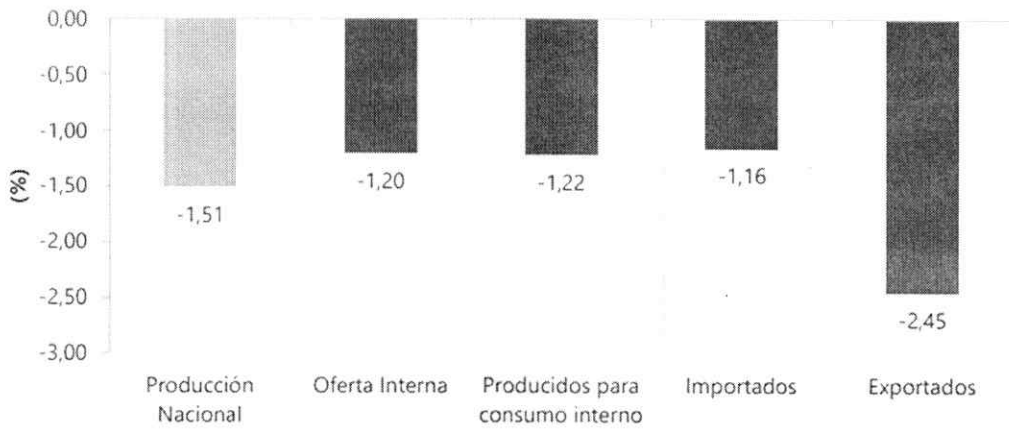 0,00
-0,50
-1,00
-1,50
-2,00
-2,50
-3,00
(%)
-1,51
-1,20
-1,22
-1,16
-2,45
Producción
Nacional
Oferta Interna
Producidos para
consumo interno
Importados
Exportados